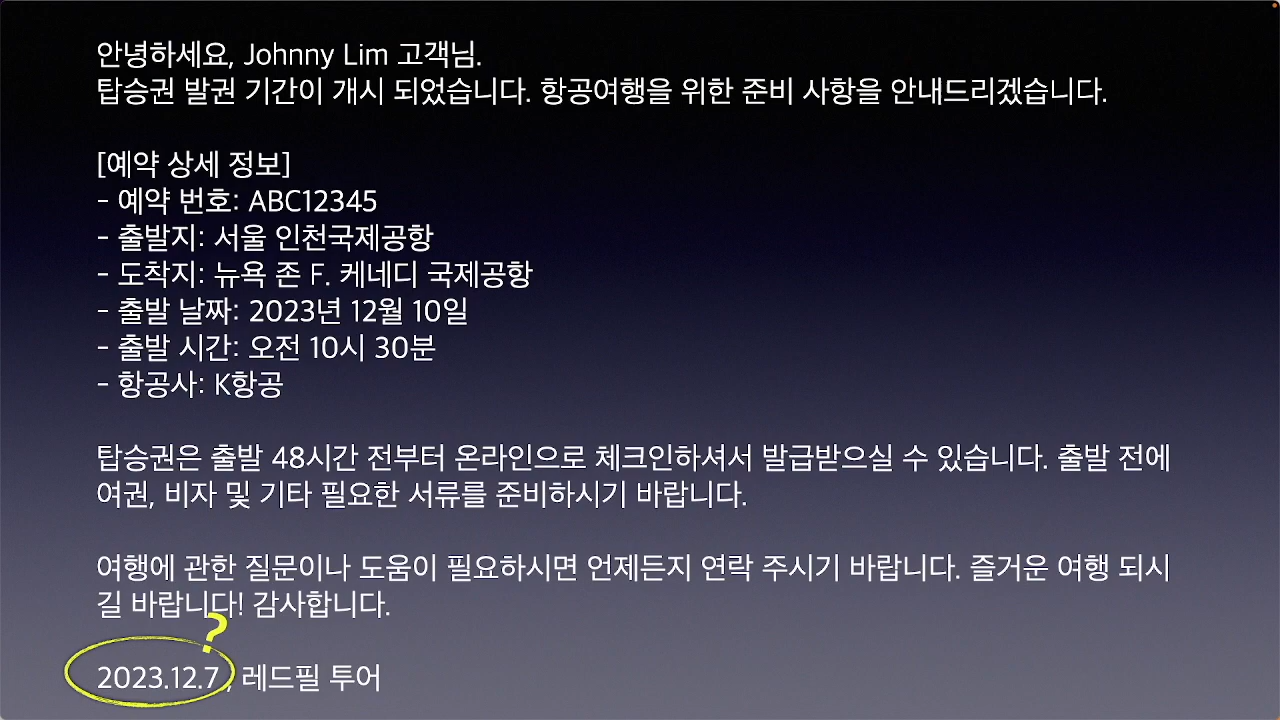 안녕하세요, Johnny Lim 고객님.
탑승권 발권 기간이 개시 되었습니다. 항공여행을 위한 준비 사항을 안내드리겠습니다.
[예약 상세 정보]
- 예약 번호: ABC12345
- 출발지: 서울 인천국제공항
- 도착지: 뉴욕 존 F. 케네디 국제공항
- 출발 날짜: 2023년 12월 10일
- 출발 시간: 오전 10시 30분
- 항공사: K항공
탑승권은 출발 48시간 전부터 온라인으로 체크인하셔서 발급받으실 수 있습니다. 출발 전에
여권, 비자 및 기타 필요한 서류를 준비하시기 바랍니다.
여행에 관한 질문이나 도움이 필요하시면 언제든지 연락 주시기 바랍니다. 즐거운 여행 되시
길 바랍니다! 감사합니다.
?
2023.12.7 , 레드필 투어